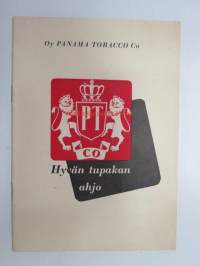 Oy PANAMA TOBACCO Co
PT
CO
Hyvän tupakan
ahjo